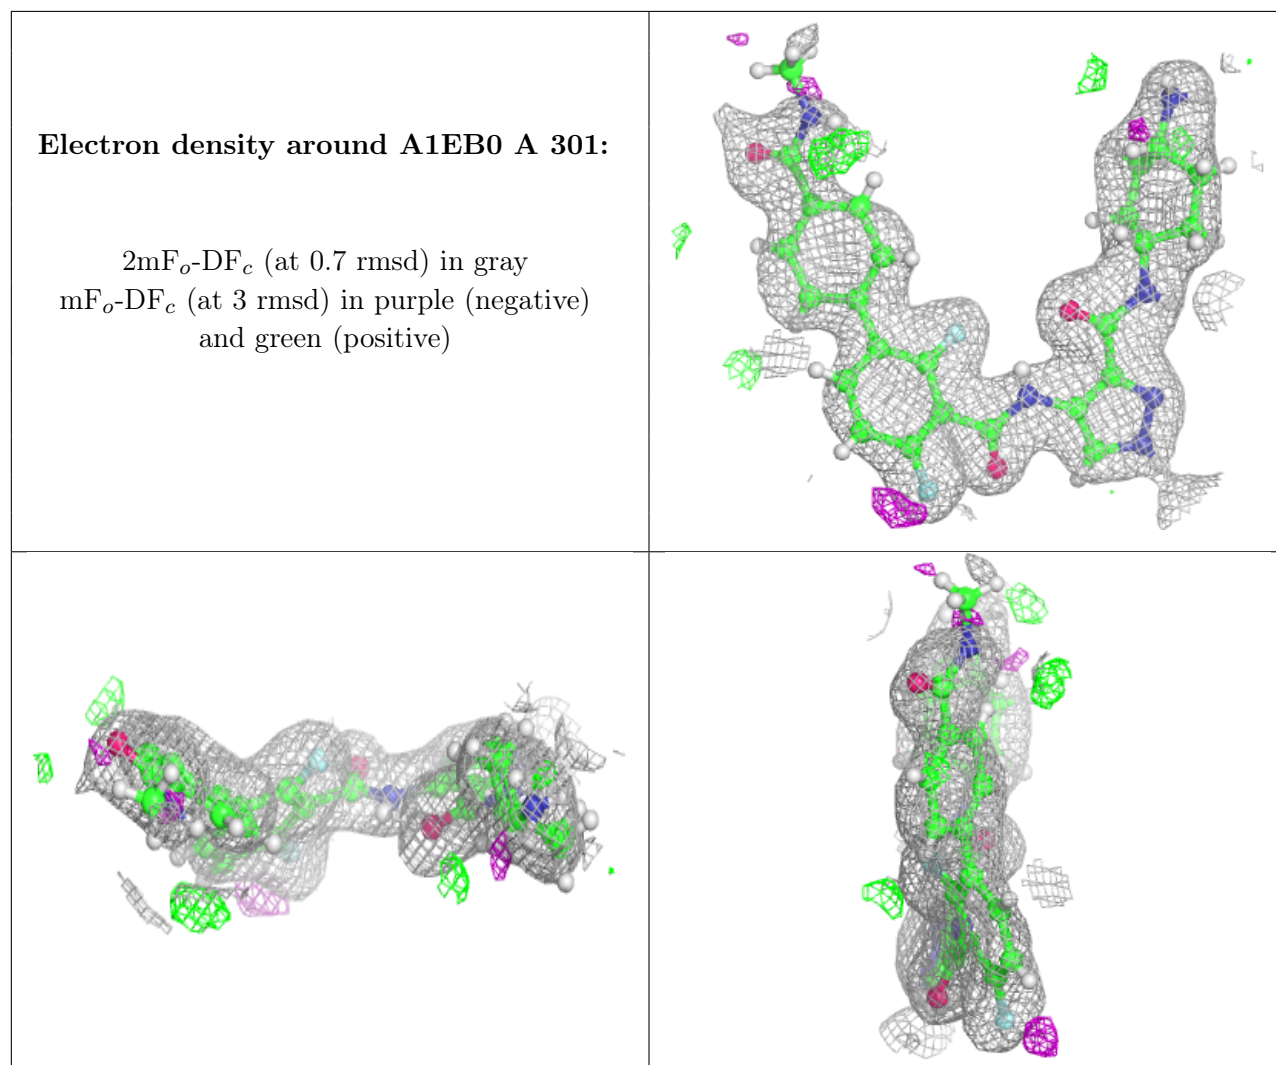 Electron density around A1EB0 A 301:
2mFo-DFc (at 0.7 rmsd) in gray
mFo-DFc (at 3 rmsd) in purple (negative)
and green (positive)